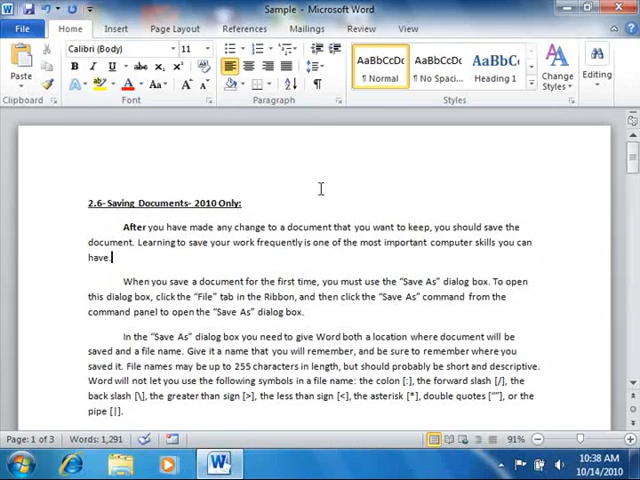 Sample - Microsoft Word
File Home Insert Page Layout References Mailings Review View
Calibri (Body) 11
AaBbCcDc AaBbCcDc AaBbC
Paste
¶ Normal ¶ No Spaci... Heading 1 Change Styles Editing
Clipboard Font Paragraph Styles
2.6- Saving Documents- 2010 Only:
After you have made any change to a document that you want to keep, you should save the
document. Learning to save your work frequently is one of the most important computer skills you can
have.
When you save a document for the first time, you must use the “Save As” dialog box. To open
this dialog box, click the “File” tab in the Ribbon, and then click the “Save As” command from the
command panel to open the “Save As” dialog box.
In the “Save As” dialog box you need to give Word both a location where document will be
saved and a file name. Give it a name that you will remember, and be sure to remember where you
saved it. File names may be up to 255 characters in length, but should probably be short and descriptive.
Word will not let you use the following symbols in a file name: the colon [:], the forward slash [/], the
back slash [\], the greater than sign [>], the less than sign [<], the asterisk [*], double quotes [“”], or the
pipe [|].
Page: 1 of 3 Words: 1,291 91%
10:38 AM
10/14/2010